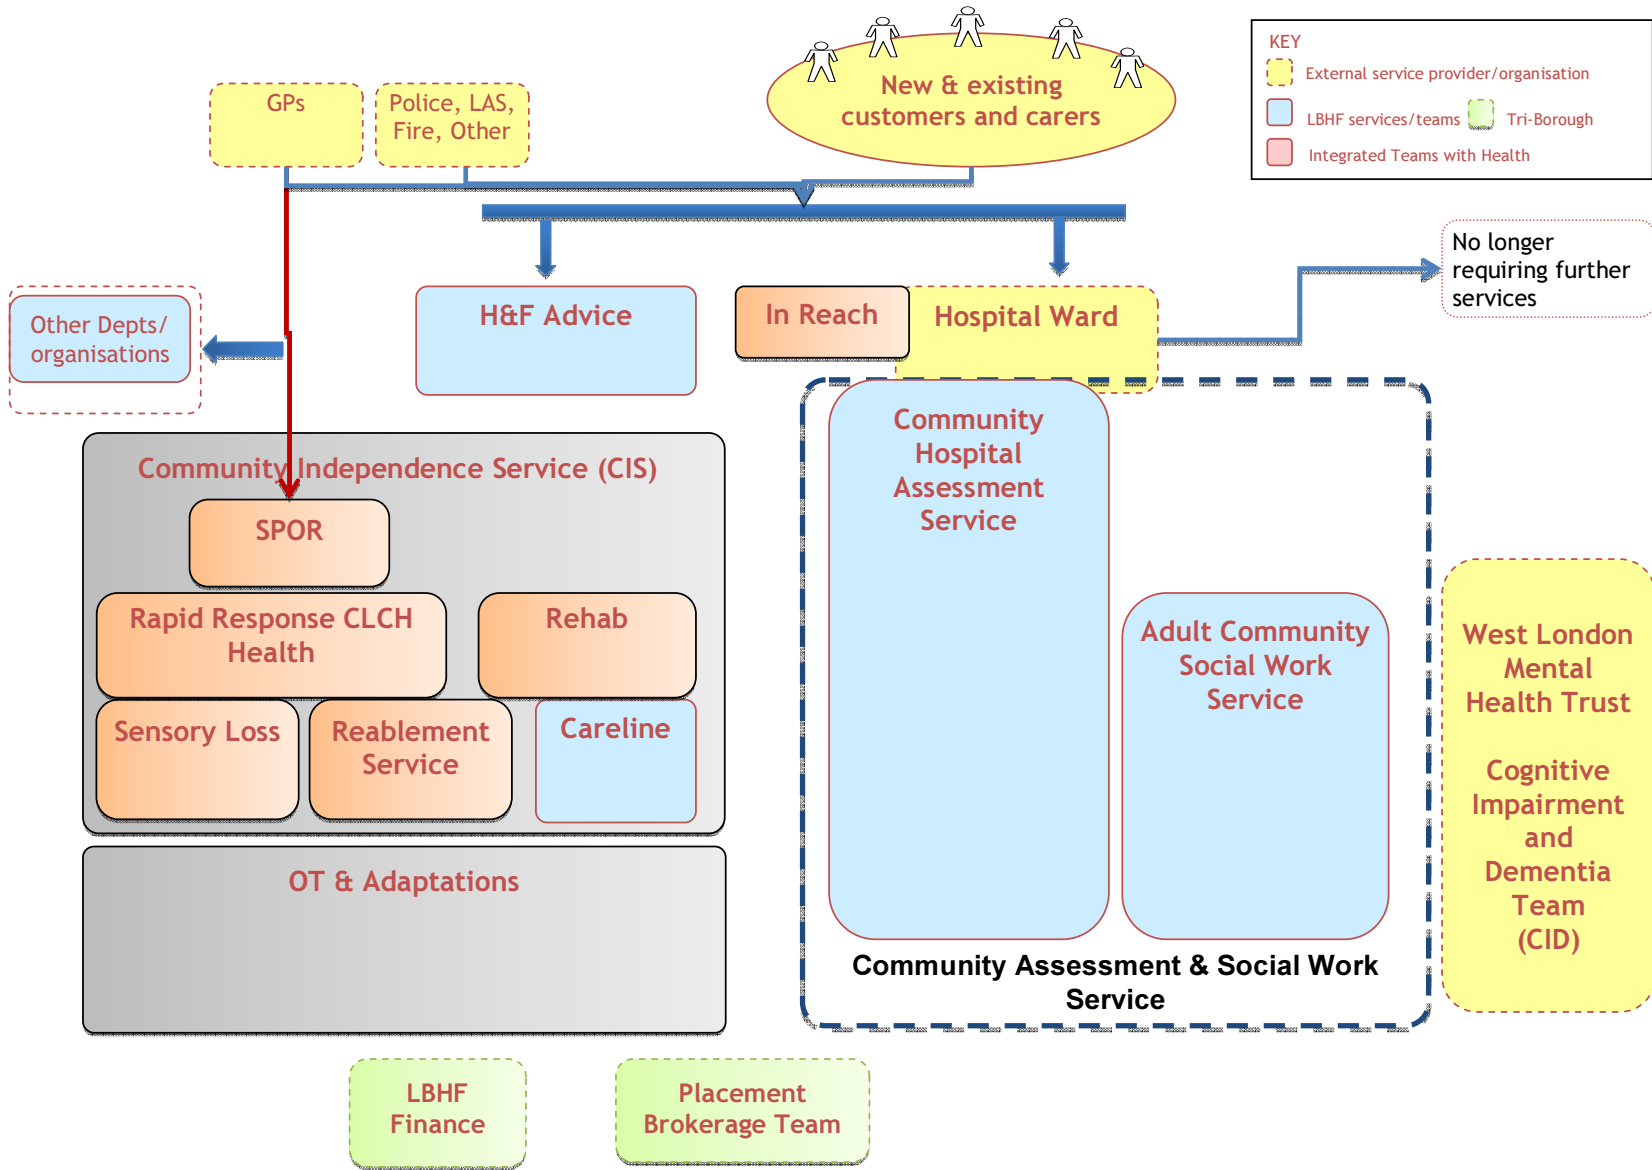 KEY
External service provider/organisation
LBHF services/teams
Tri-Borough
Integrated Teams with Health
New & existing
customers and carers
GPs
Police, LAS,
Fire, Other
No longer
requiring further
services
Other Depts/
organisations
H&F Advice
In Reach
Hospital Ward
Community
Hospital
Assessment
Service
Community Independence Service (CIS)
SPOR
Rapid Response CLCH
Health
Rehab
Sensory Loss
Reablement
Service
Careline
Adult Community
Social Work
Service
West London
Mental
Health Trust
Cognitive
Impairment
and
Dementia
Team
(CID)
OT & Adaptations
Community Assessment & Social Work
Service
LBHF
Finance
Placement
Brokerage Team